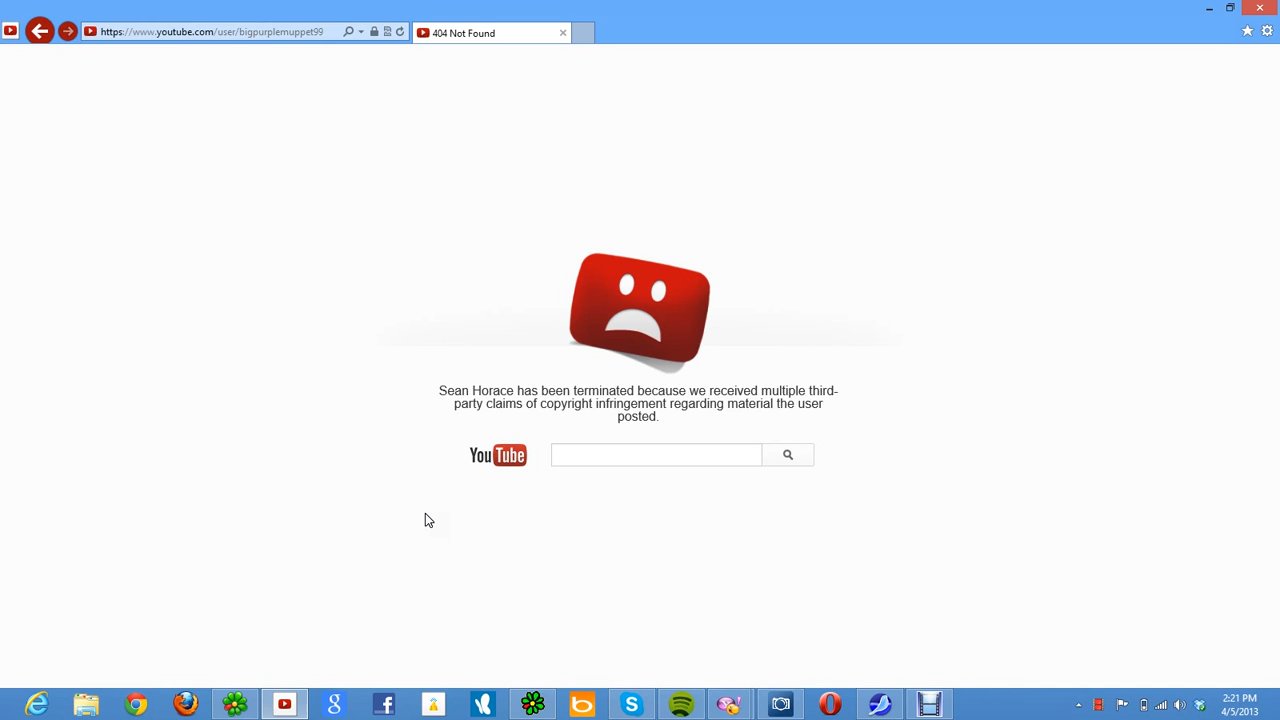 https://www.youtube.com/user/bigpurplemuppet99
404 Not Found
Sean Horace has been terminated because we received multiple third-
party claims of copyright infringement regarding material the user
posted.
YouTube
2:21 PM
4/5/2013